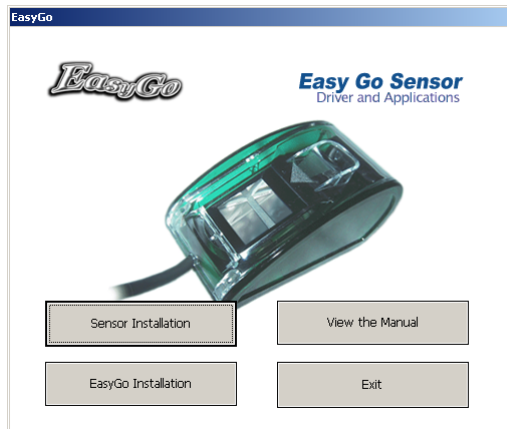 EasyGo
EasyGo
Easy Go Sensor
Driver and Applications
Sensor Installation
View the Manual
EasyGo Installation
Exit